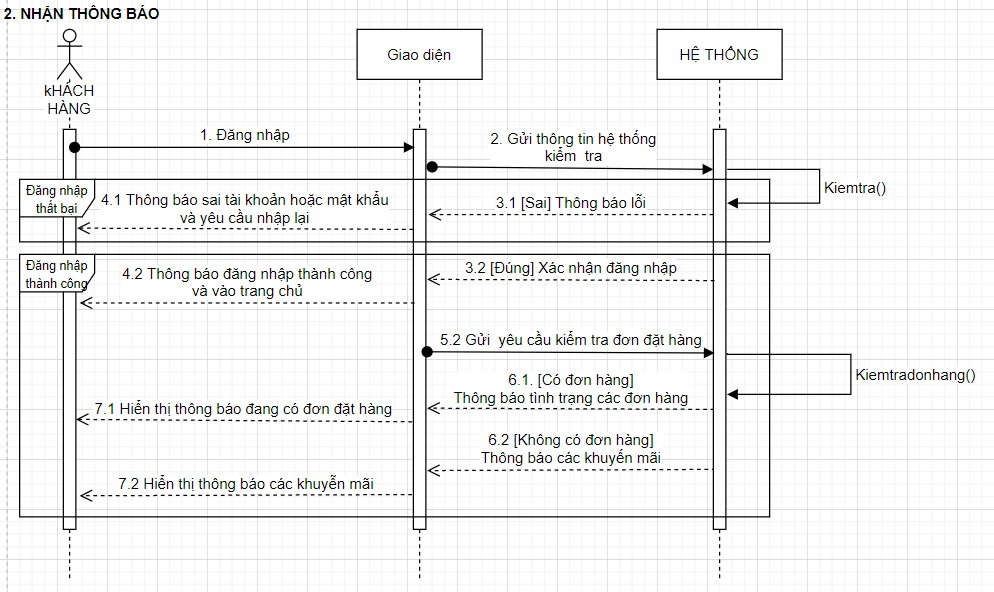 2. NHẬN THÔNG BÁO
kHÁCH
HÀNG
Giao diện
HỆ THỐNG
1. Đăng nhập
2. Gửi thông tin hệ thống
kiểm tra
Kiemtra()
Đăng nhập
thất bại
4.1 Thông báo sai tài khoản hoặc mật khẩu
và yêu cầu nhập lại
3.1 [Sai] Thông báo lỗi
Đăng nhập
thành công
4.2 Thông báo đăng nhập thành công
và vào trang chủ
3.2 [Đúng] Xác nhận đăng nhập
5.2 Gửi yêu cầu kiểm tra đơn đặt hàng
Kiemtradonhang()
6.1. [Có đơn hàng]
Thông báo tình trạng các đơn hàng
7.1 Hiển thị thông báo đang có đơn đặt hàng
6.2 [Không có đơn hàng]
Thông báo các khuyến mãi
7.2 Hiển thị thông báo các khuyến mãi